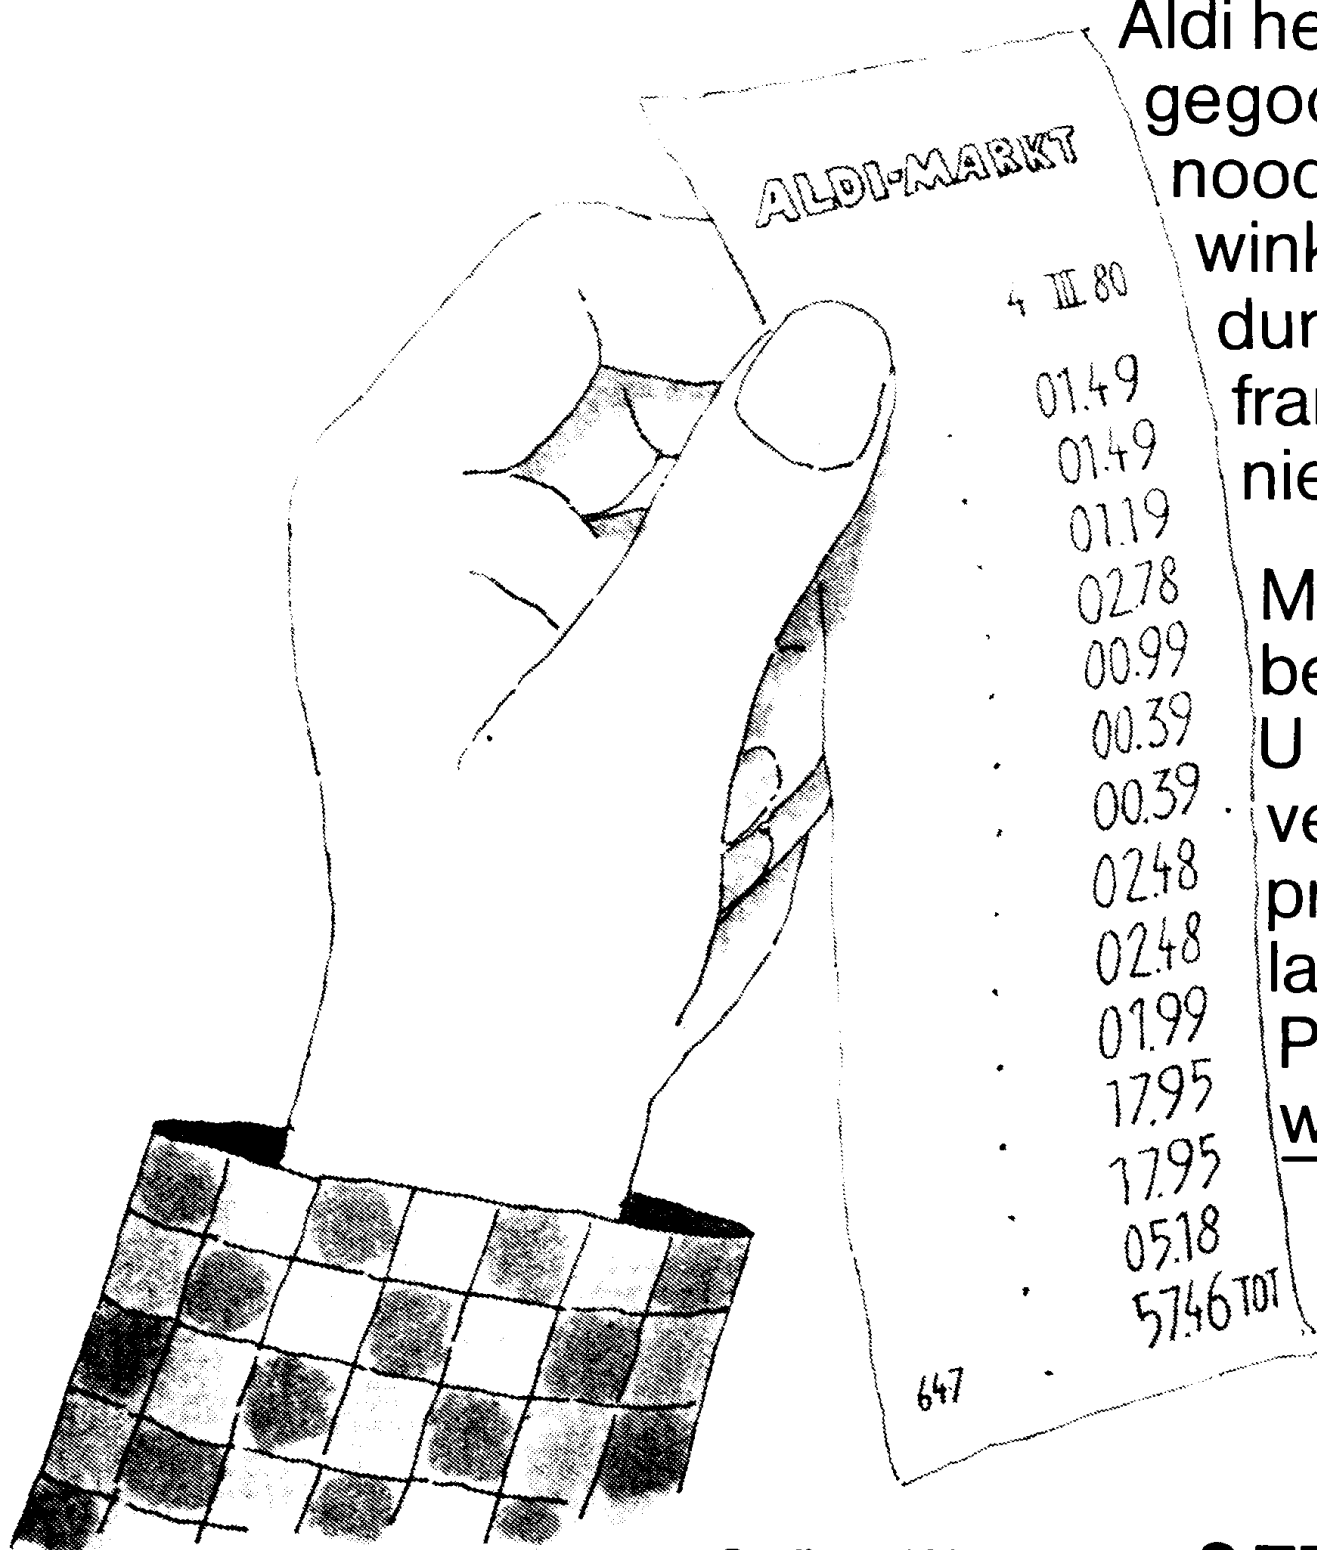 ALDI-MARKT
4 III 80
01.49
01.49
01.19
02.78
00.99
00.39
00.39
02.48
02.48
01.99
17.95
17.95
05.18
57.46 TOT
647
Aldi he
gegoo
nood
wink
dur
fran
nie
M
be
U
ve
pr
la
P
w